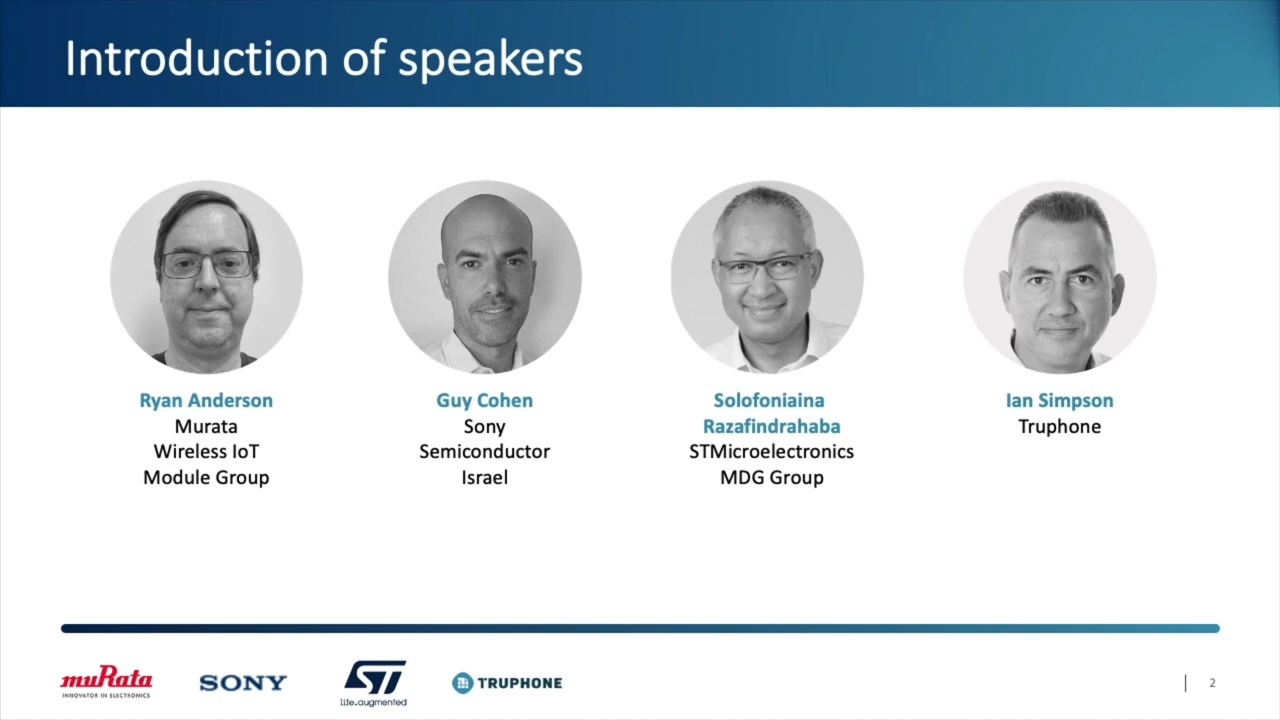 Introduction of speakers
Ryan Anderson
Murata
Wireless IoT
Module Group
Guy Cohen
Sony
Semiconductor
Israel
Solofoniaina
Razafindrahaba
STMicroelectronics
MDG Group
Ian Simpson
Truphone
muRata
INNOVATOR IN ELECTRONICS
SONY
ST
life.augmented
TRUPHONE
2